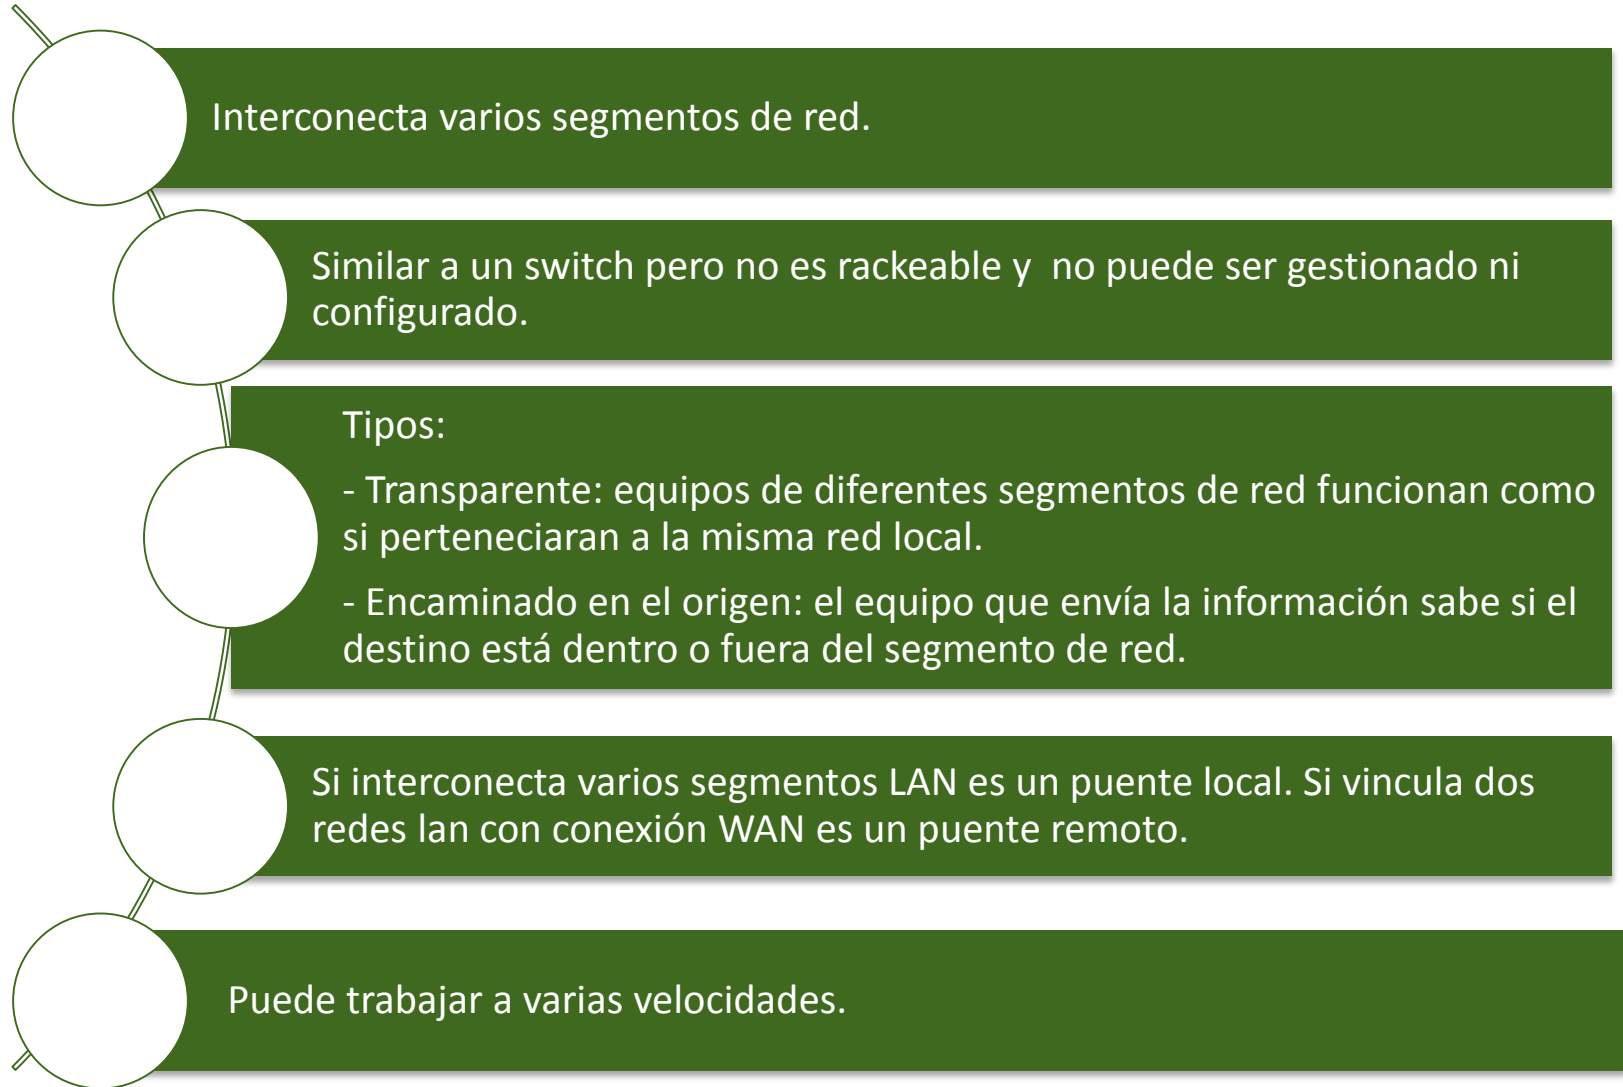 Interconecta varios segmentos de red.
Similar a un switch pero no es rackeable y  no puede ser gestionado ni
configurado.
Tipos:
- Transparente: equipos de diferentes segmentos de red funcionan como
si perteneciaran a la misma red local.
- Encaminado en el origen: el equipo que envía la información sabe si el
destino está dentro o fuera del segmento de red.
Si interconecta varios segmentos LAN es un puente local. Si vincula dos
redes lan con conexión WAN es un puente remoto.
Puede trabajar a varias velocidades.